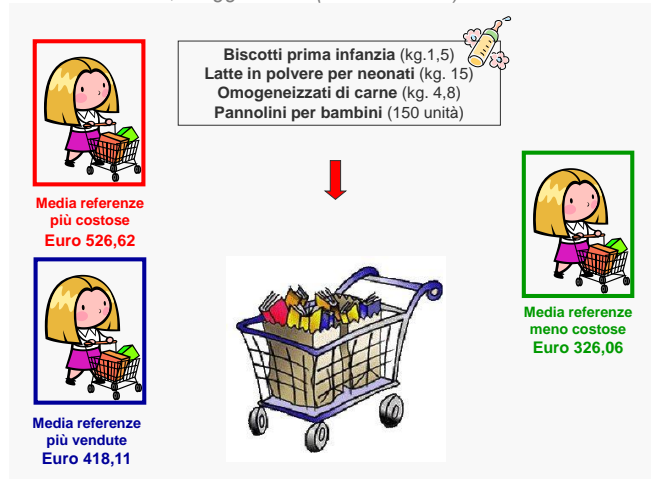 Biscotti prima infanzia (kg.1,5)
Latte in polvere per neonati (kg. 15)
Omogeneizzati di carne (kg. 4,8)
Pannolini per bambini (150 unità)
Media referenze
più costose
Euro 526,62
Media referenze
meno costose
Euro 326,06
Media referenze
più vendute
Euro 418,11